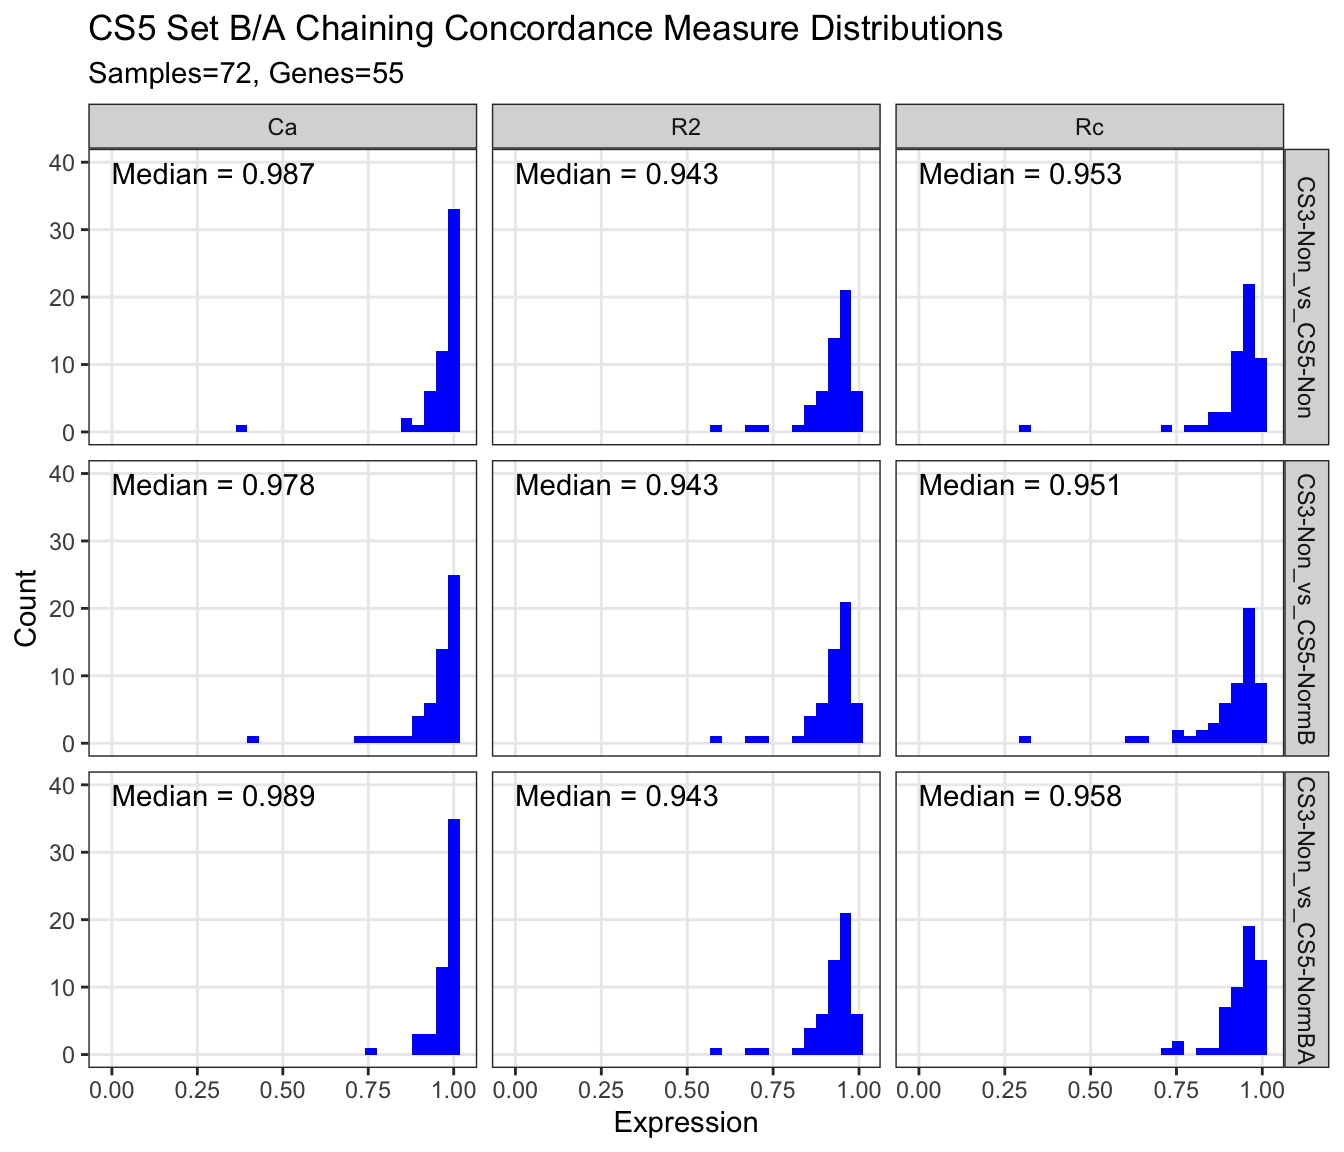 CS5 Set B/A Chaining Concordance Measure Distributions
Samples=72, Genes=55
Ca R2 Rc
40 Median = 0.987 Median = 0.943 Median = 0.953
30
20
10
0
CS3-Non_vs_CS5-Non
40 Median = 0.978 Median = 0.943 Median = 0.951
30
20
10
0
CS3-Non_vs_CS5-NormB
Count
40 Median = 0.989 Median = 0.943 Median = 0.958
30
20
10
0
CS3-Non_vs_CS5-NormBA
0.00 0.25 0.50 0.75 1.00 0.00 0.25 0.50 0.75 1.00 0.00 0.25 0.50 0.75 1.00
Expression